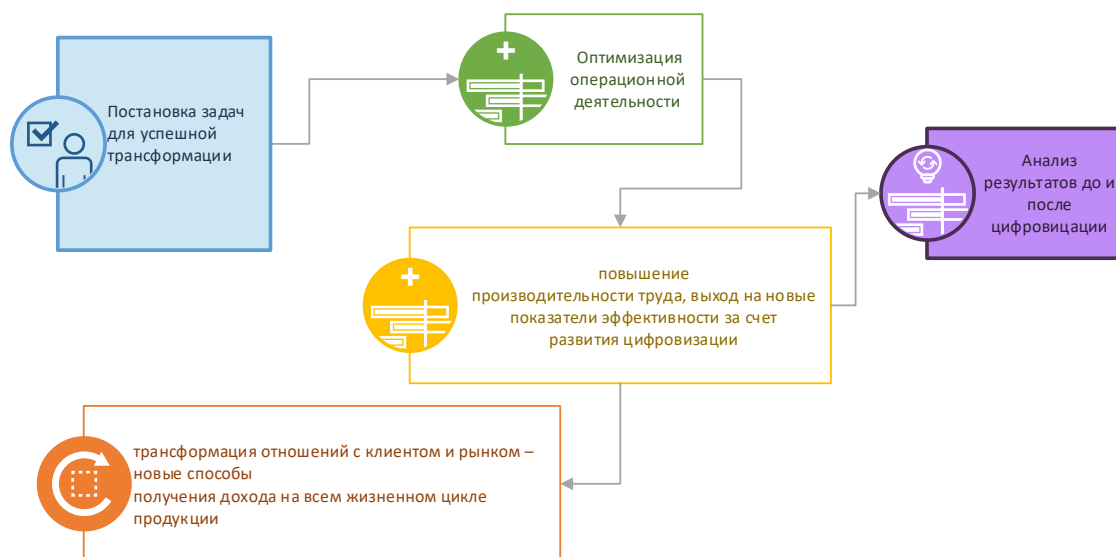 Постановка задач
для успешной
трансформации
Оптимизация
операционной
деятельности
Анализ
результатов до и
после
цифровицации
повышение
производительности труда, выход на новые
показатели эффективности за счет
развития цифровизации
трансформация отношений с клиентом и рынком –
новые способы
получения дохода на всем жизненном цикле
продукции